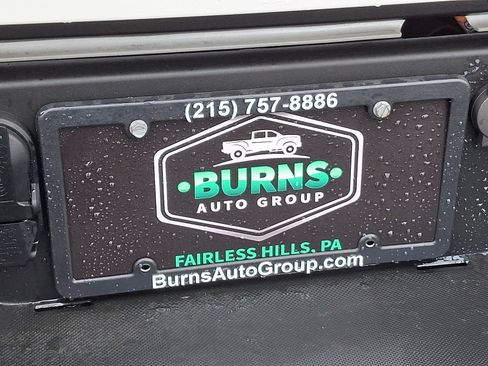 (215) 757-8886
•BURNS•
AUTO GROUP
FAIRLESS HILLS, PA
BurnsAutoGroup.com